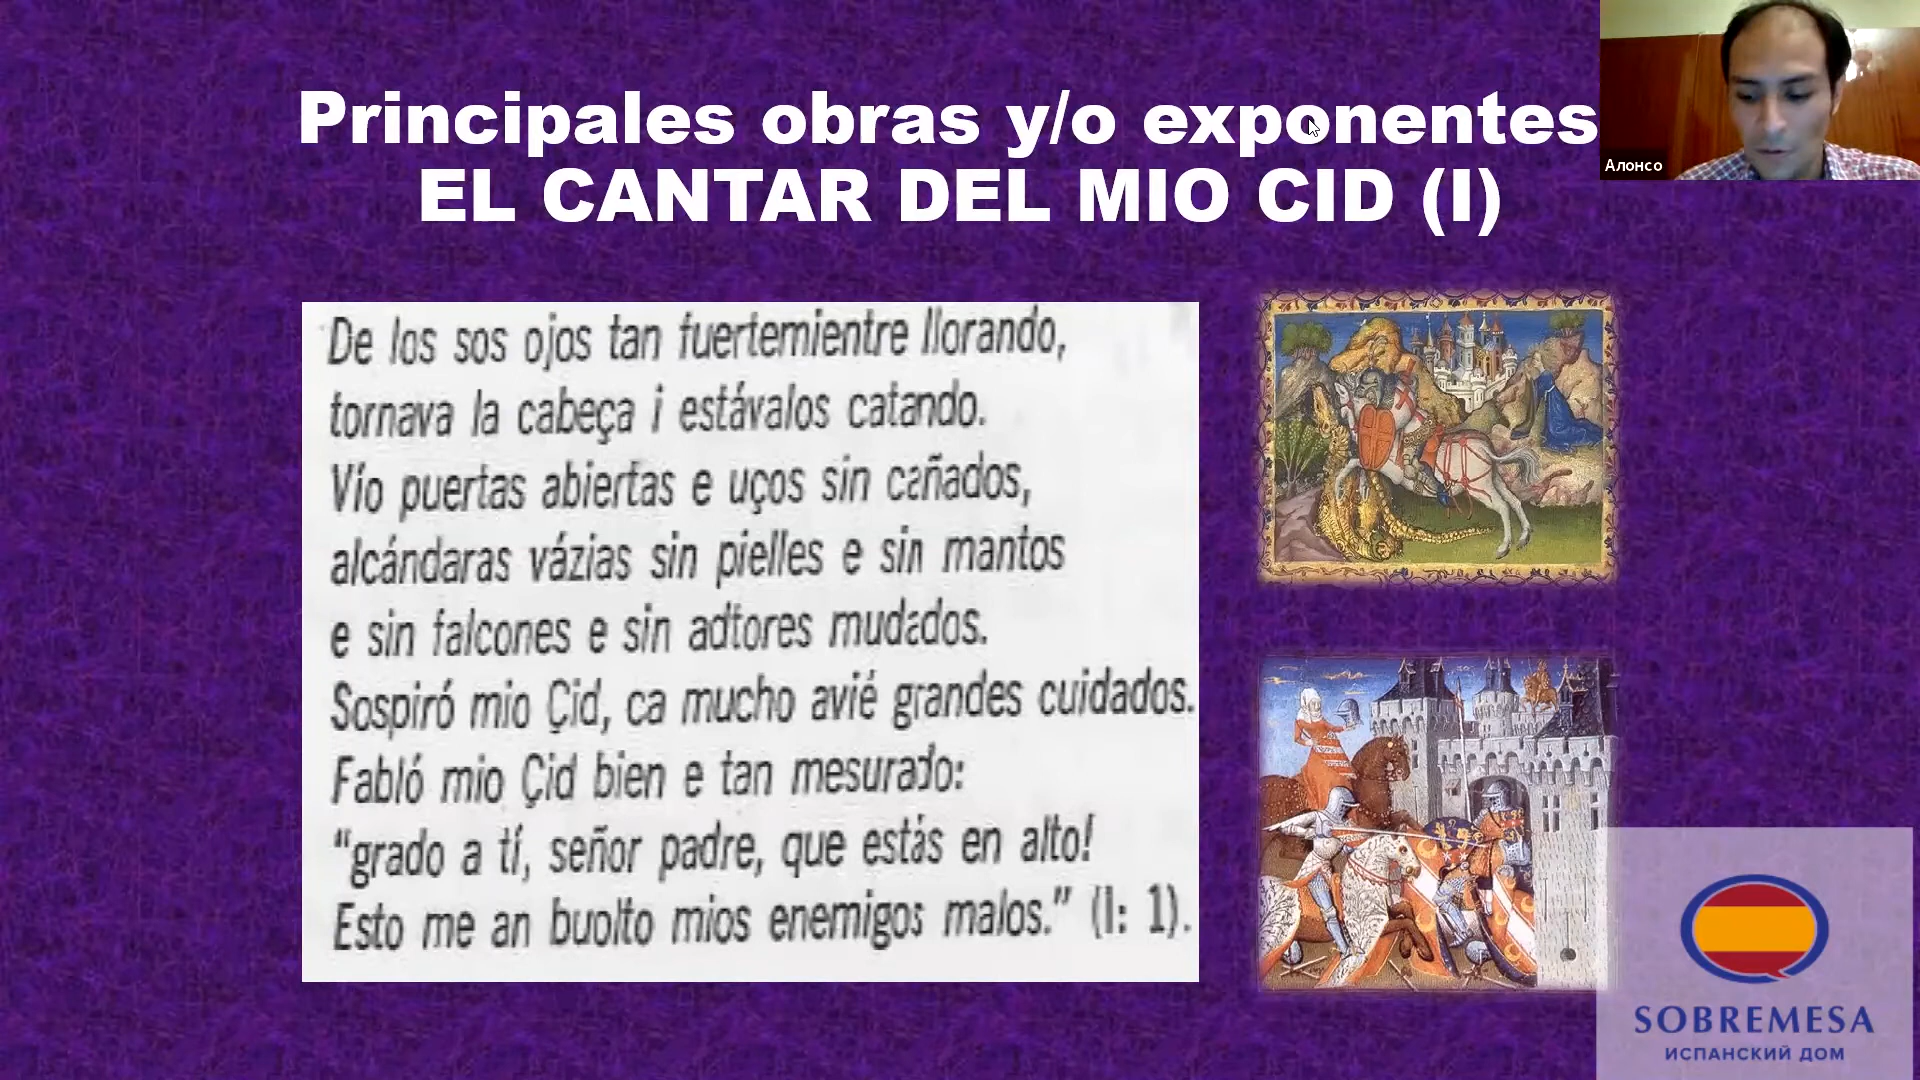 Principales obras y/o exponentes
EL CANTAR DEL MIO CID (I)
Алонсо
De los sos ojos tan fuertemientre llorando,
tornava la cabeça i estávalos catando.
Vío puertas abiertas e uços sin cañados,
alcándaras vázias sin pielles e sin mantos
e sin falcones e sin adtores mudados.
Sospiró mio Çid, ca mucho avié grandes cuidados.
Fabló mio Çid bien e tan mesurado:
“grado a tí, señor padre, que estás en alto!
Esto me an buolto mios enemigos malos.” (I: 1).
SOBREMESA
ИСПАНСКИЙ ДОМ